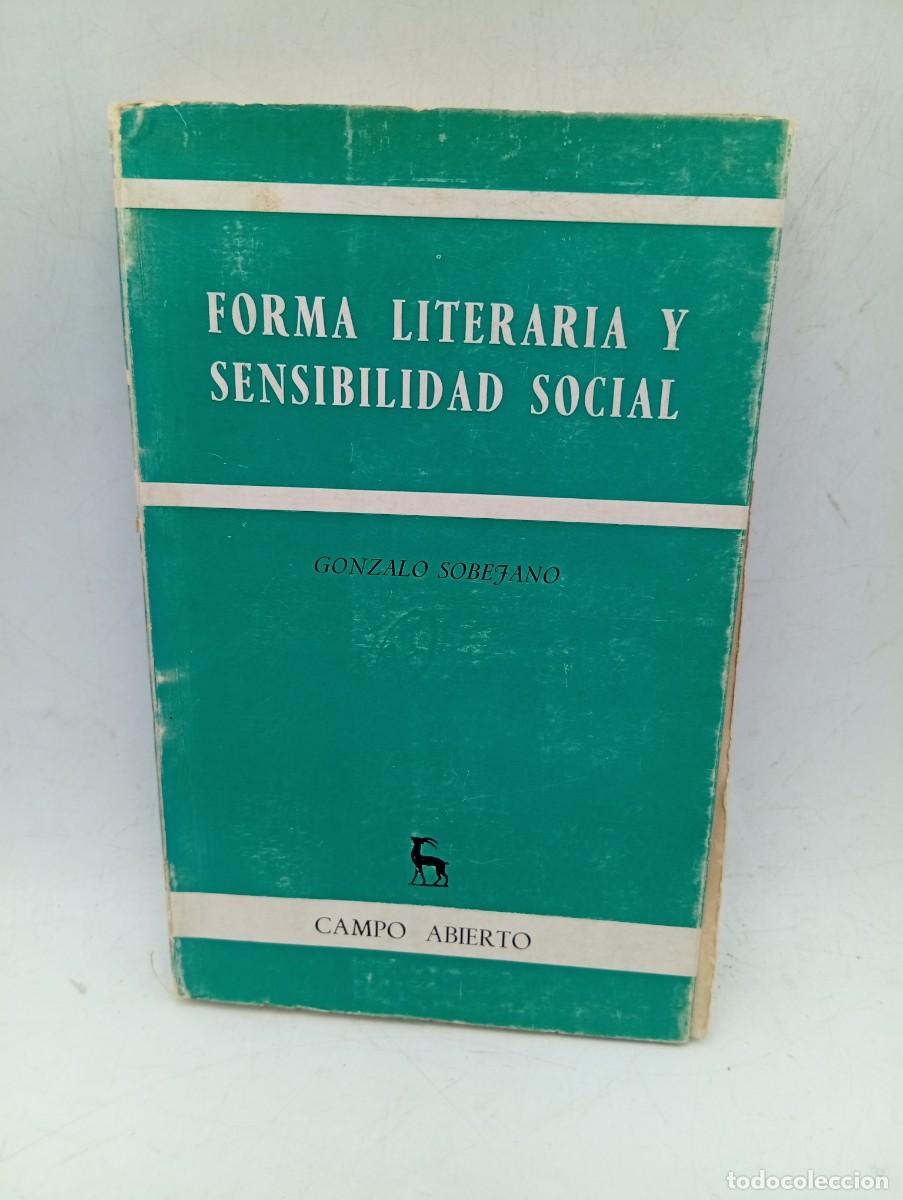 FORMA LITERARIA Y
SENSIBILIDAD SOCIAL
GONZALO SOBEJANO
CAMPO ABIERTO
todocoleccion